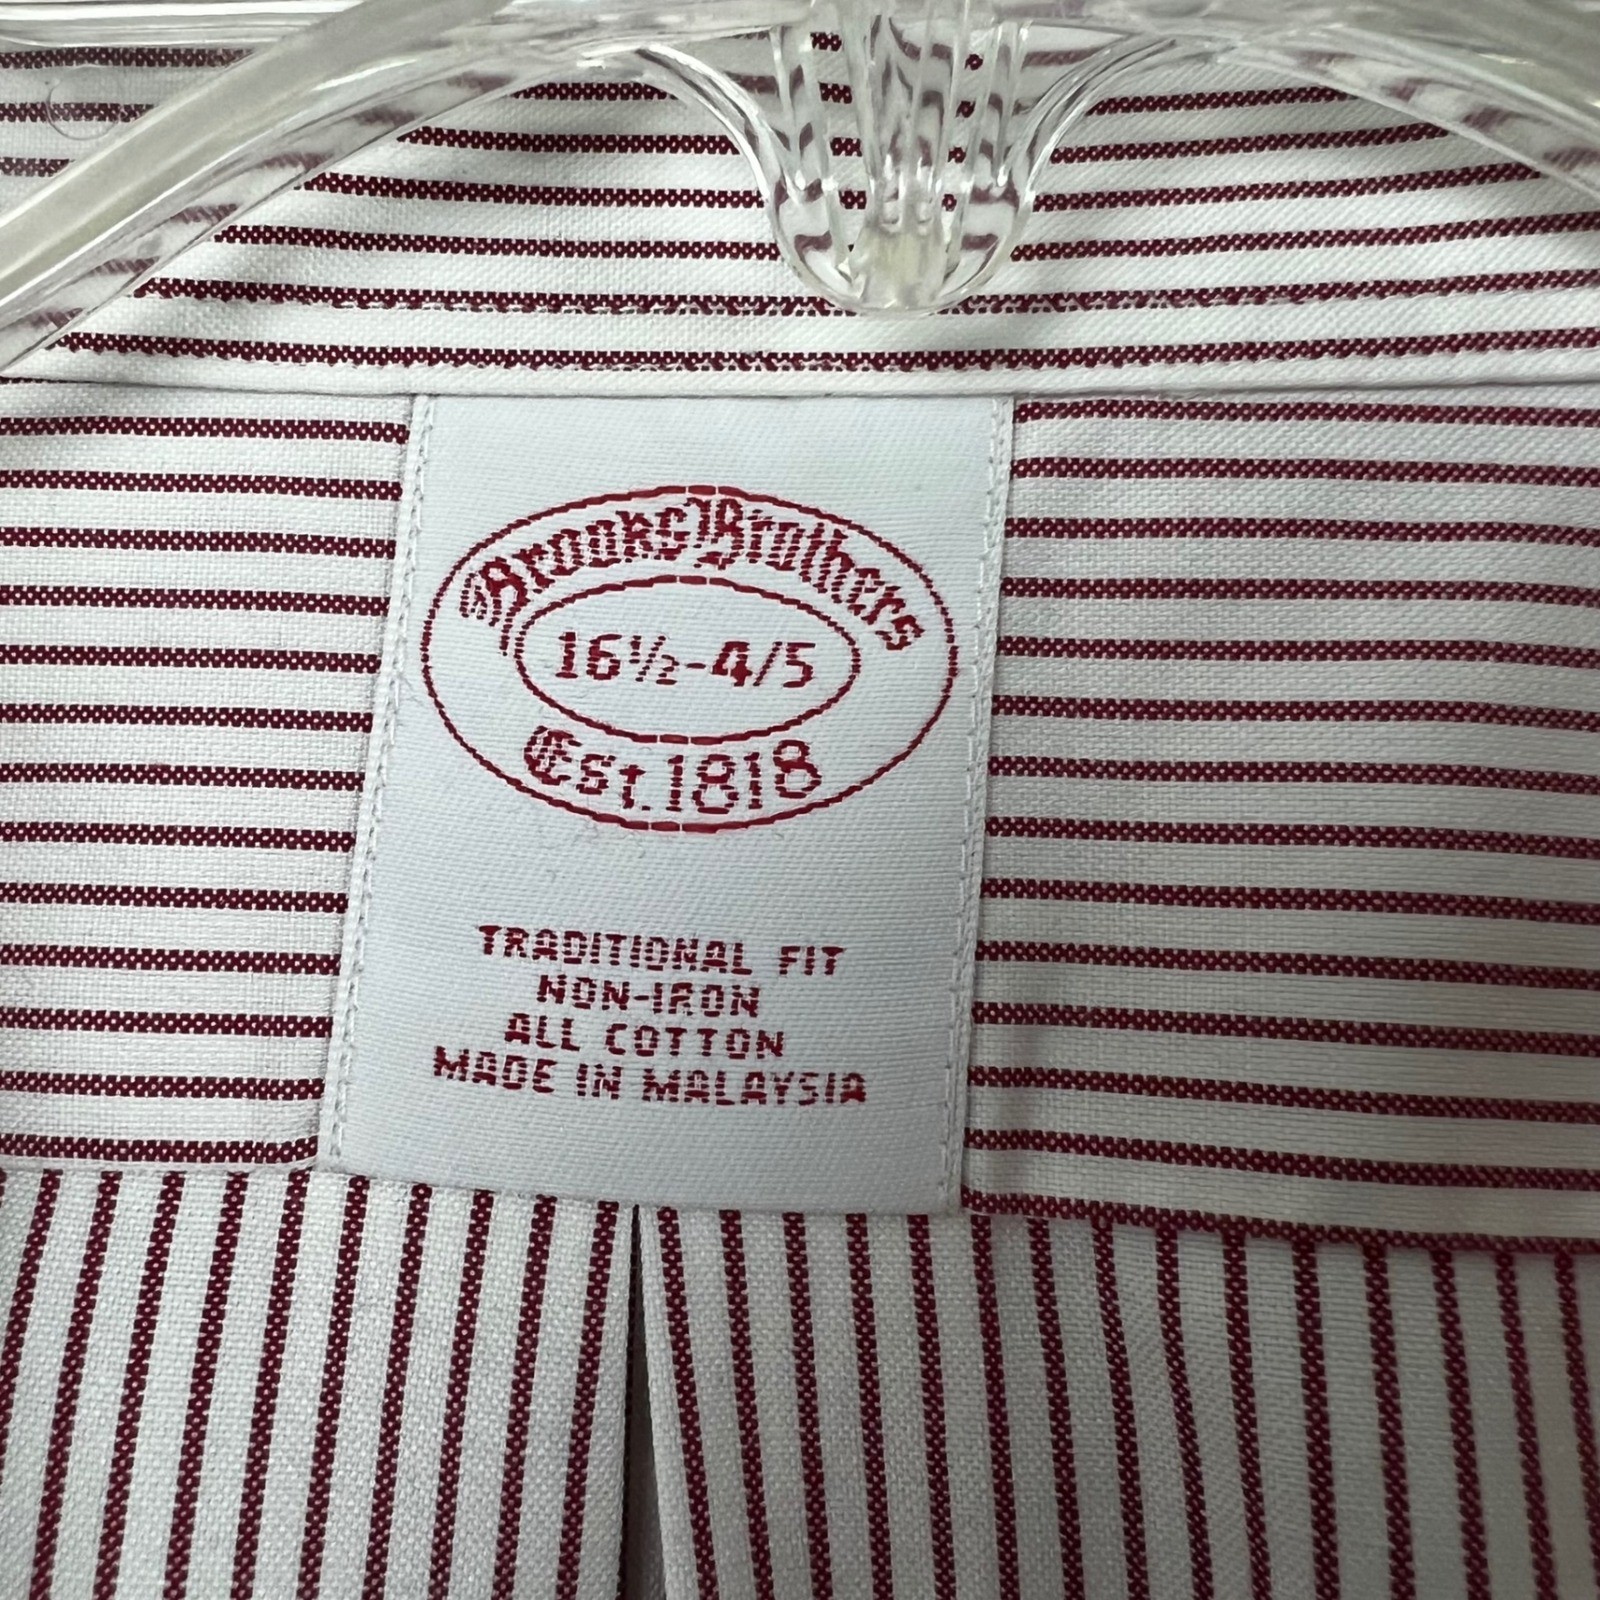 Brooks Brothers
16½-4/5
Est. 1818
TRADITIONAL FIT
NON-IRON
ALL COTTON
MADE IN MALAYSIA